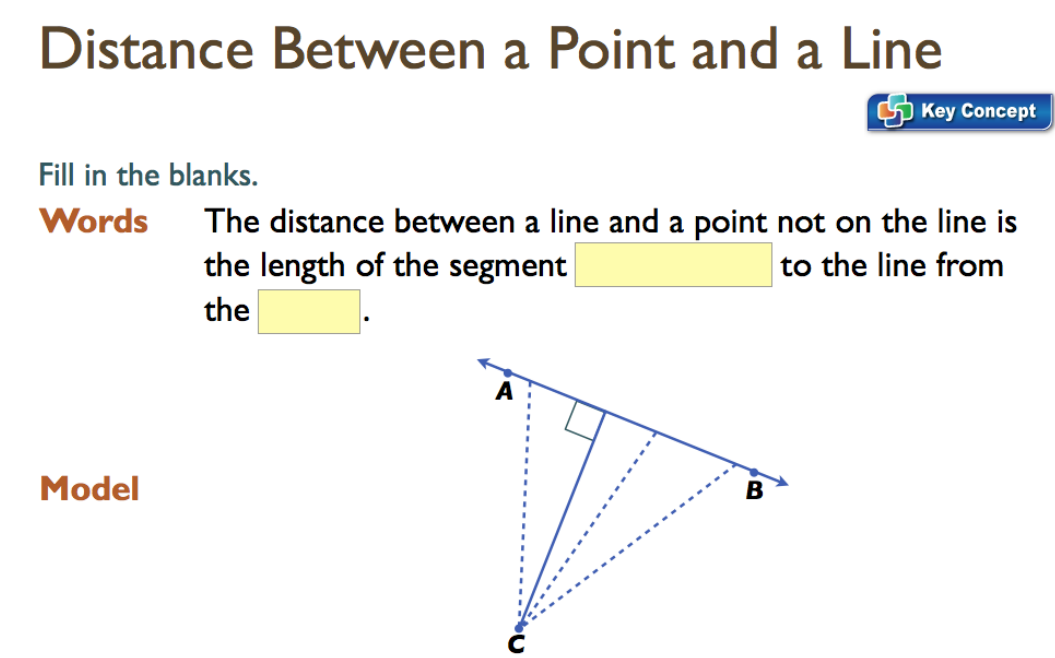 Distance Between a Point and a Line
Key Concept
Fill in the blanks.
Words The distance between a line and a point not on the line is
the length of the segment to the line from
the .
A
Model
B
C